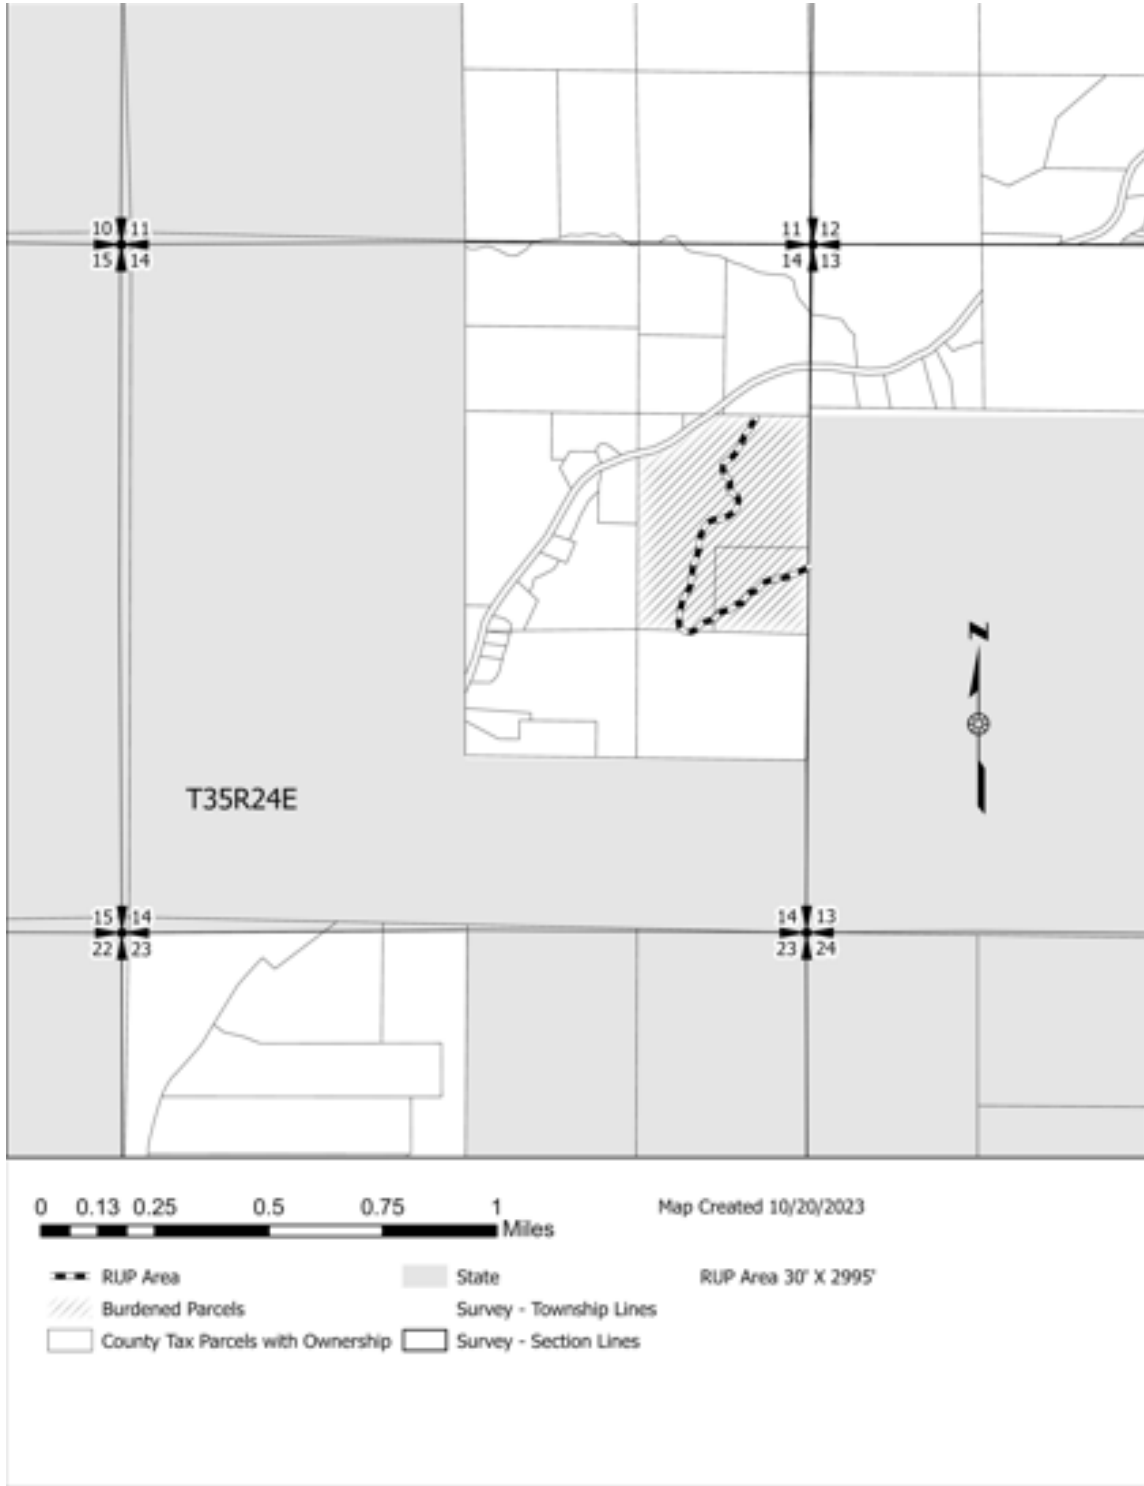 10 11
15 14
11 12
14 13
N
T35R24E
15 14
22 23
14 13
23 24
0 0.13 0.25 0.5 0.75 1
Miles
Map Created 10/20/2023
RUP Area
State
RUP Area 30' X 2995'
Burdened Parcels
Survey - Township Lines
County Tax Parcels with Ownership
Survey - Section Lines